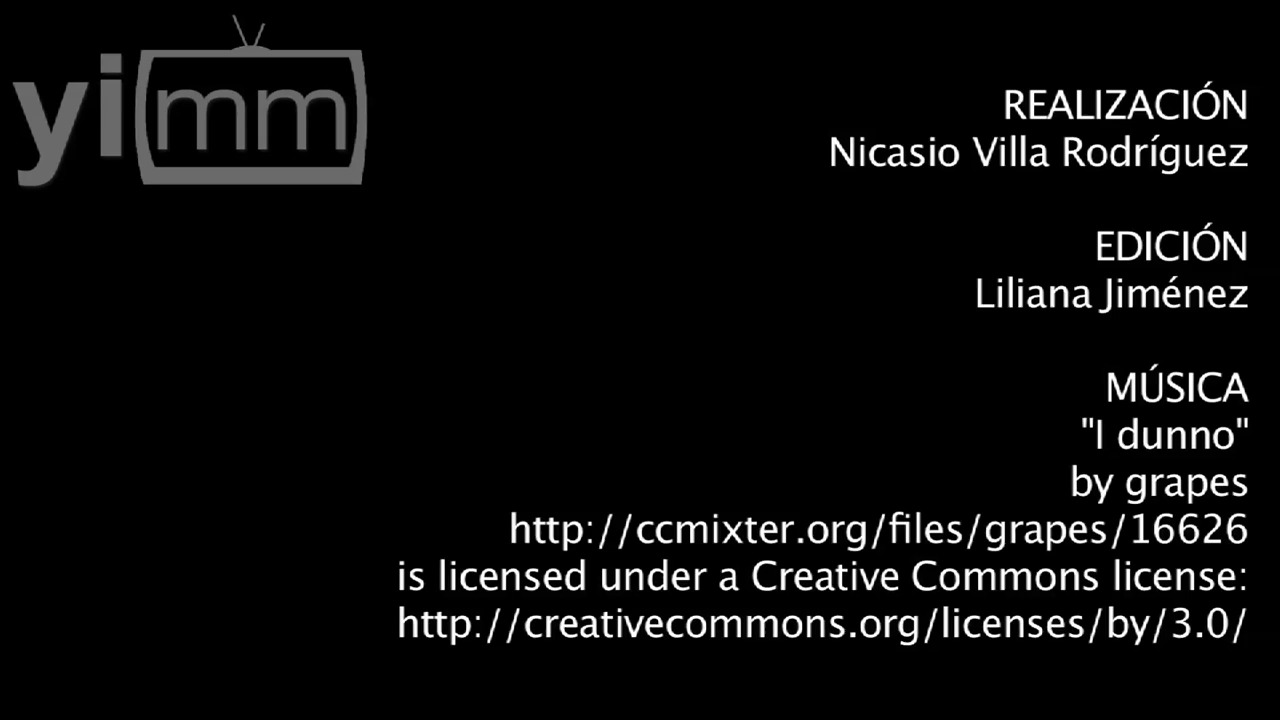 yimm
REALIZACIÓN
Nicasio Villa Rodríguez
EDICIÓN
Liliana Jiménez
MÚSICA
"I dunno"
by grapes
http://ccmixter.org/files/grapes/16626
is licensed under a Creative Commons license:
http://creativecommons.org/licenses/by/3.0/